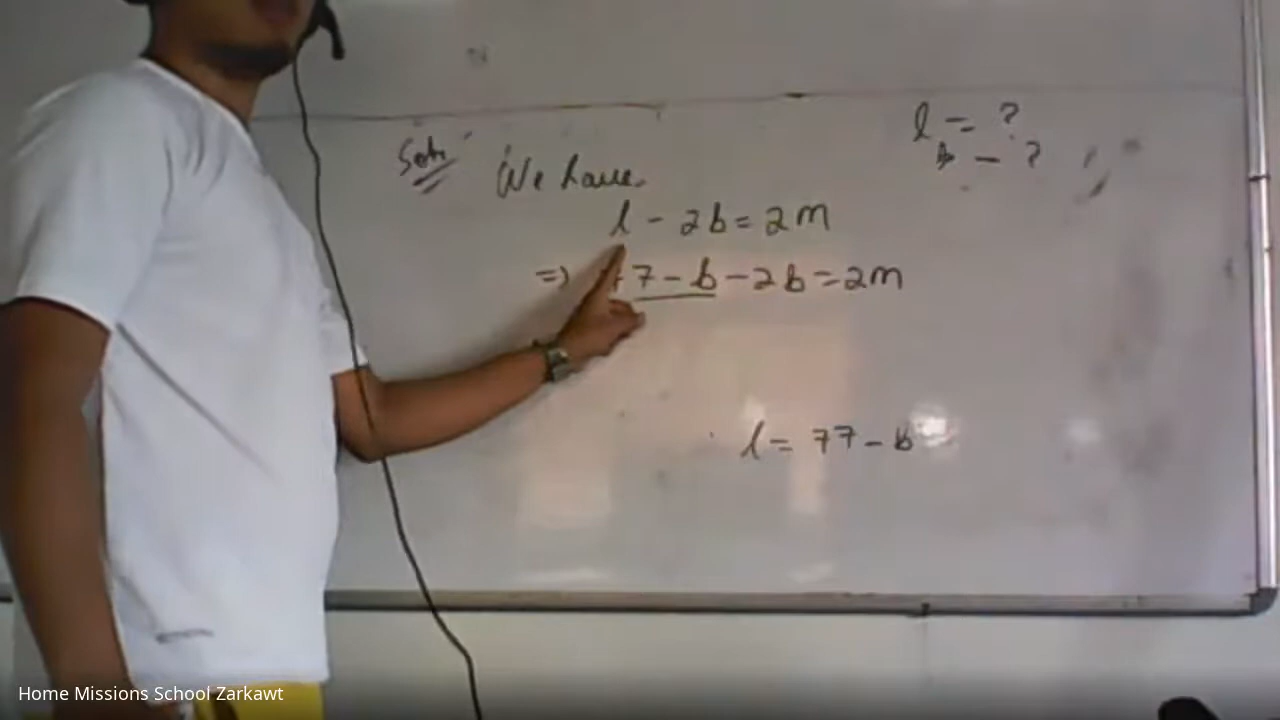 l = ?
b = ?
Soln We have.
l - 2b = 2m
=> 77 - b - 2b = 2m
l = 77 - b
Home Missions School Zarkawt